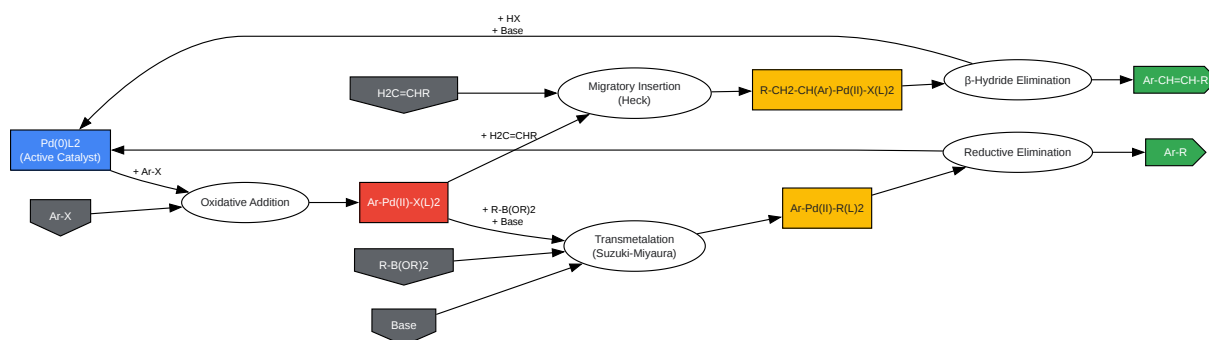 + HX
+ Base
H2C=CHR
Migratory Insertion
(Heck)
R-CH2-CH(Ar)-Pd(II)-X(L)2
β-Hydride Elimination
Ar-CH=CH-R
Pd(0)L2
(Active Catalyst)
+ H2C=CHR
Reductive Elimination
Ar-R
+ Ar-X
Ar-X
Oxidative Addition
Ar-Pd(II)-X(L)2
+ R-B(OR)2
+ Base
Ar-Pd(II)-R(L)2
Transmetalation
(Suzuki-Miyaura)
R-B(OR)2
Base